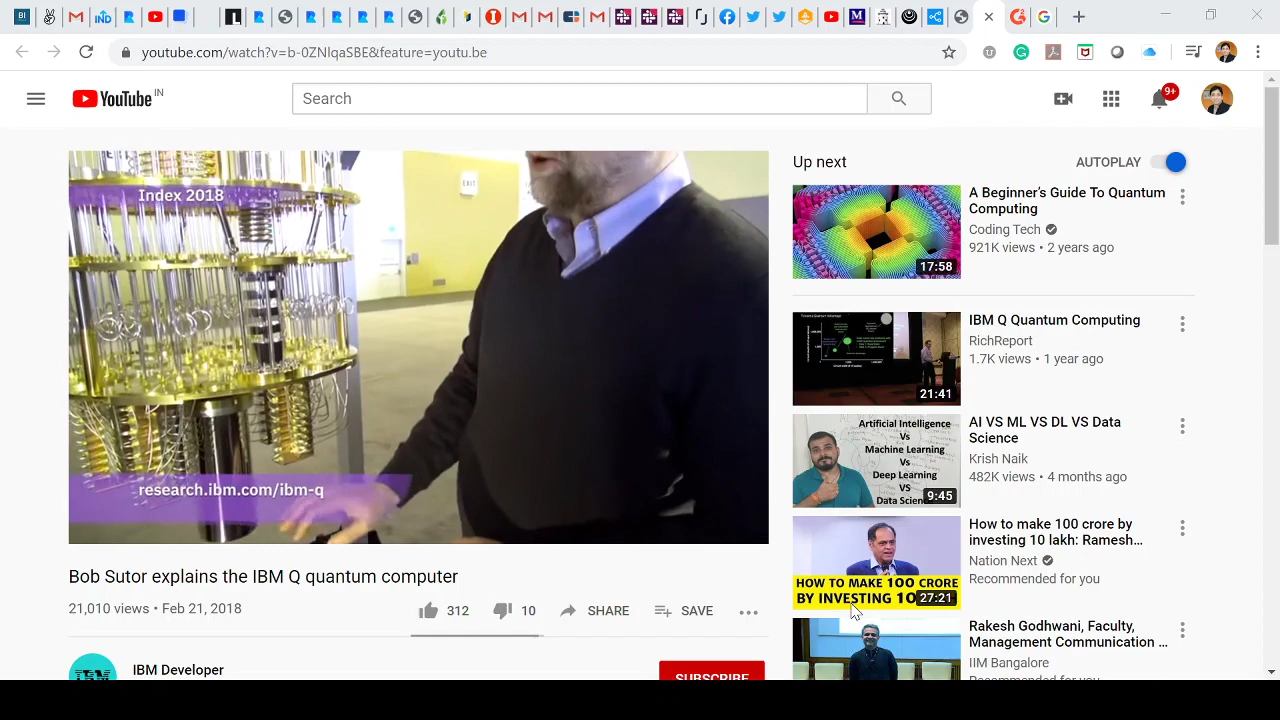 youtube.com/watch?v=b-0ZNlqaSBE&feature=youtu.be
YouTube IN
Search
9+
Index 2018
EXIT
research.ibm.com/ibm-q
Bob Sutor explains the IBM Q quantum computer
21,010 views • Feb 21, 2018
312
10
SHARE
SAVE
IBM Developer
SUBSCRIBE
Up next
AUTOPLAY
17:58
A Beginner's Guide To Quantum
Computing
Coding Tech
921K views • 2 years ago
21:41
IBM Q Quantum Computing
RichReport
1.7K views • 1 year ago
Artificial Intelligence
Vs
Machine Learning
Vs
Deep Learning
VS
Data Science
9:45
AI VS ML VS DL VS Data
Science
Krish Naik
482K views • 4 months ago
HOW TO MAKE 100 CRORE
BY INVESTING 10
27:21
How to make 100 crore by
investing 10 lakh: Ramesh...
Nation Next
Recommended for you
Rakesh Godhwani, Faculty,
Management Communication ...
IIM Bangalore
Recommended for you